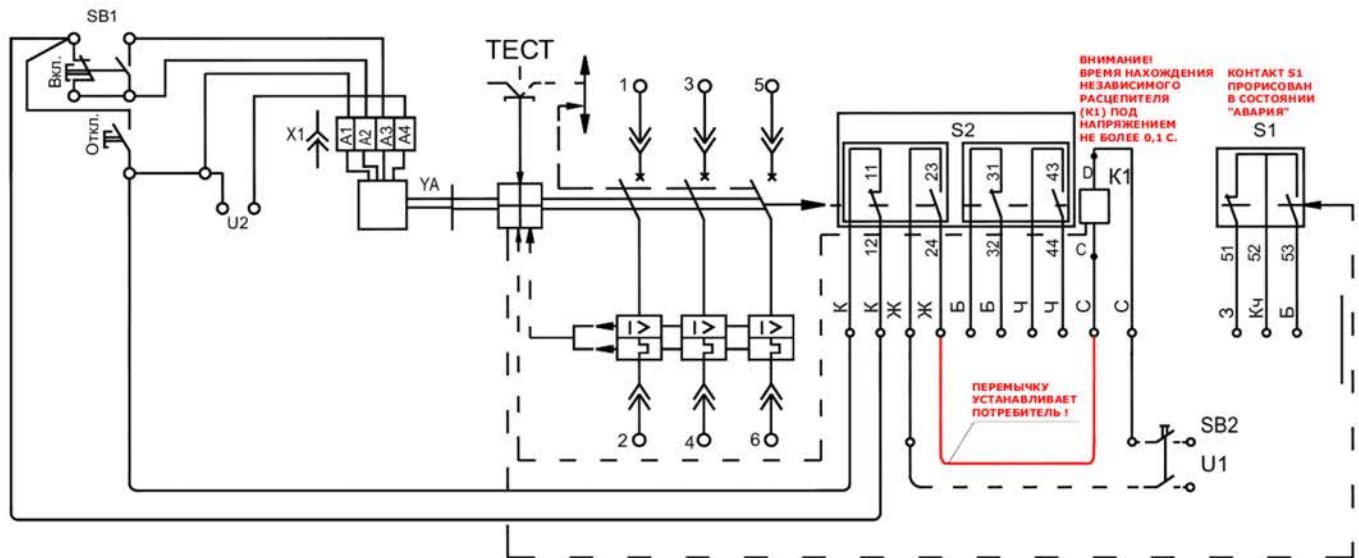 SB1
Вкл.
Откл.
X1
A1
A2
A3
A4
U2
YA
ТЕСТ
1
3
5
2
4
6
S2
11
23
31
43
12
24
32
44
K1
D
C
К
К
Ж
Ж
Б
Б
Ч
Ч
С
С
ВНИМАНИЕ!
ВРЕМЯ НАХОЖДЕНИЯ
НЕЗАВИСИМОГО
РАСЦЕПИТЕЛЯ
(К1) ПОД
НАПРЯЖЕНИЕМ
НЕ БОЛЕЕ 0,1 С.
КОНТАКТ S1
ПРОРИСОВАН
В СОСТОЯНИИ
"АВАРИЯ"
S1
51
52
53
З
Кч
Б
ПЕРЕМЫЧКУ
УСТАНАВЛИВАЕТ
ПОТРЕБИТЕЛЬ !
SB2
U1